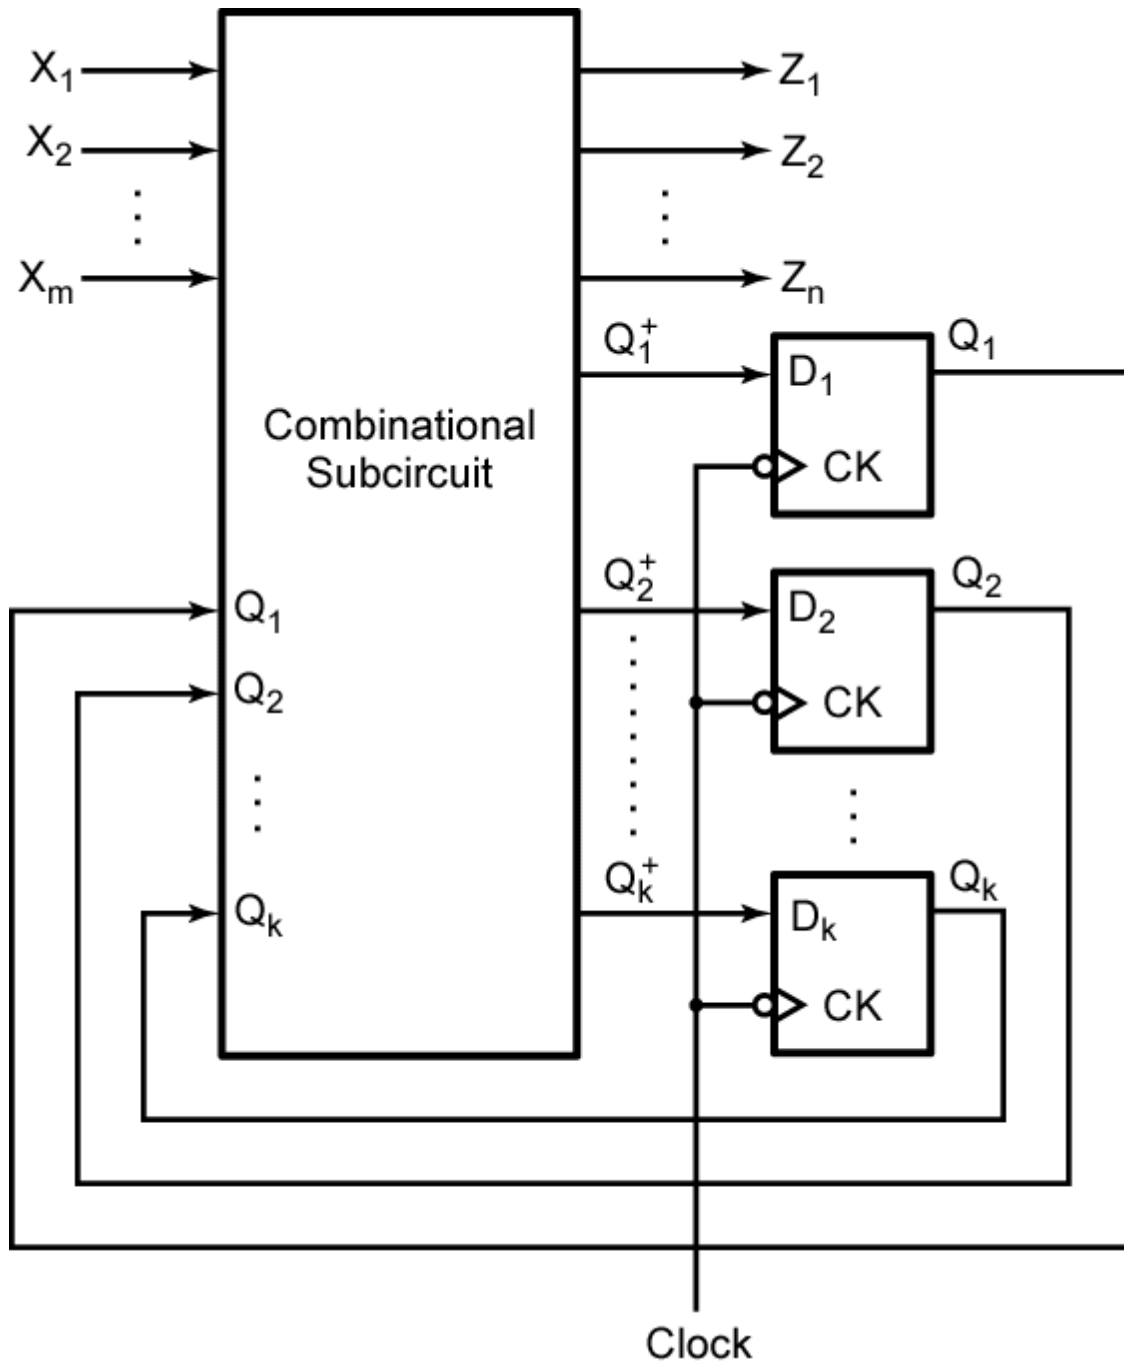 X₁
Z₁
X₂
Z₂
Xₘ
Zₙ
Q₁⁺
Q₁
D₁
Combinational
Subcircuit
CK
Q₂⁺
Q₂
Q₁
D₂
Q₂
CK
Qₖ⁺
Qₖ
Qₖ
Dₖ
CK
Clock